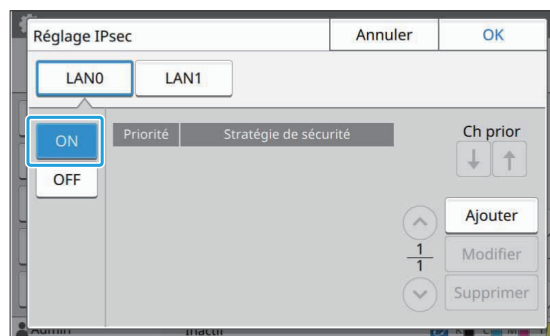 Réglage IPsec
Annuler
OK
LAN0
LAN1
ON
OFF
Priorité
Stratégie de sécurité
Ch prior
Ajouter
1
1
Modifier
Supprimer
Admin
Inactif